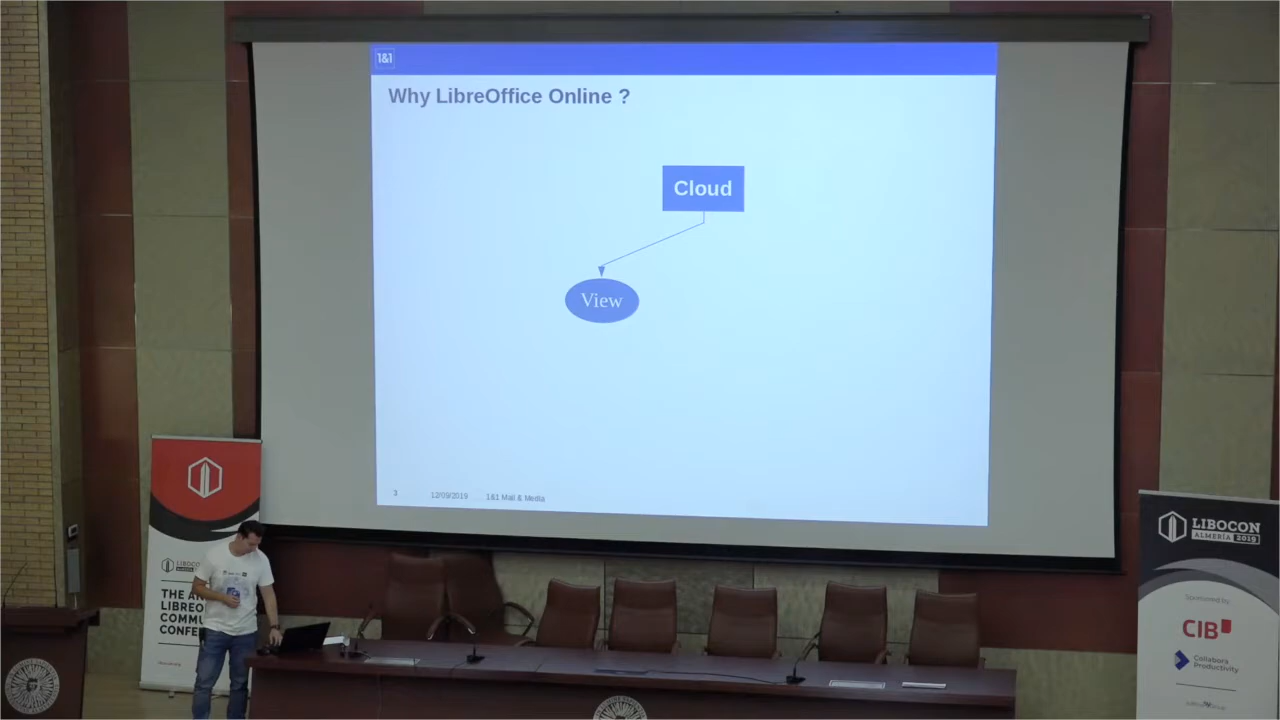 1&1
Why LibreOffice Online ?
Cloud
View
3 12/09/2019 1&1 Mail & Media
LIBOCON
THE
LIBREO
COMMU
CONFE
LIBOCON
ALMERÍA 2019
Sponsored by
CIB
Collabora
Productivity